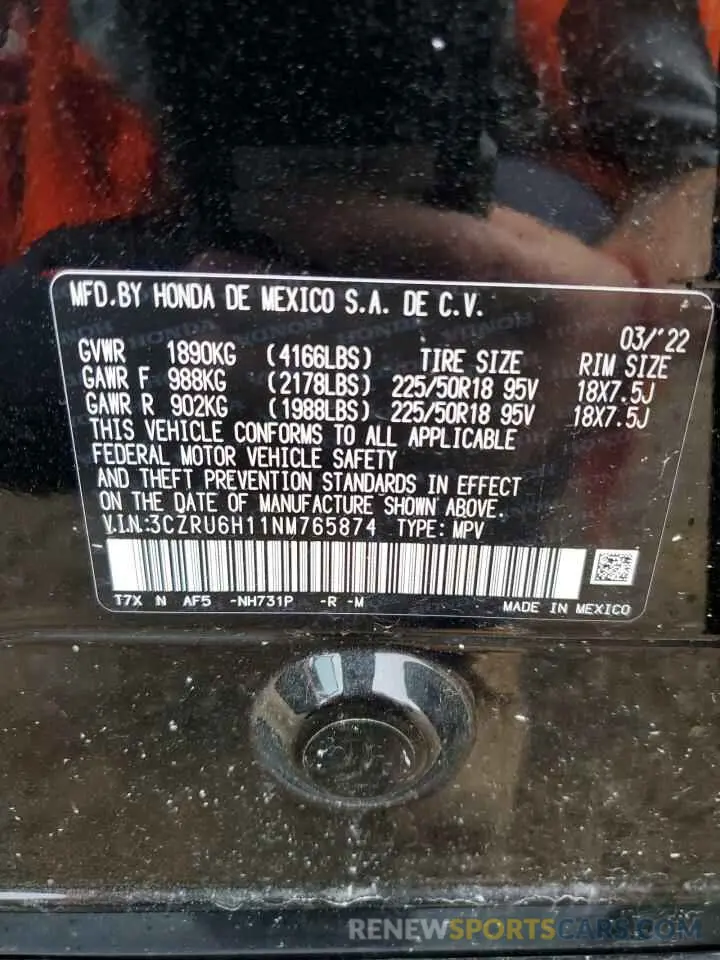 MFD.BY HONDA DE MEXICO S.A. DE C.V.
03/'22
GVWR 1890KG (4166LBS) TIRE SIZE RIM SIZE
GAWR F 988KG (2178LBS) 225/50R18 95V 18X7.5J
GAWR R 902KG (1988LBS) 225/50R18 95V 18X7.5J
THIS VEHICLE CONFORMS TO ALL APPLICABLE
FEDERAL MOTOR VEHICLE SAFETY
AND THEFT PREVENTION STANDARDS IN EFFECT
ON THE DATE OF MANUFACTURE SHOWN ABOVE.
V.I.N.:3CZRU6H11NM765874 TYPE: MPV
T7X N AF5 -NH731P -R -M MADE IN MEXICO
RENEWSPORTSCARS.COM